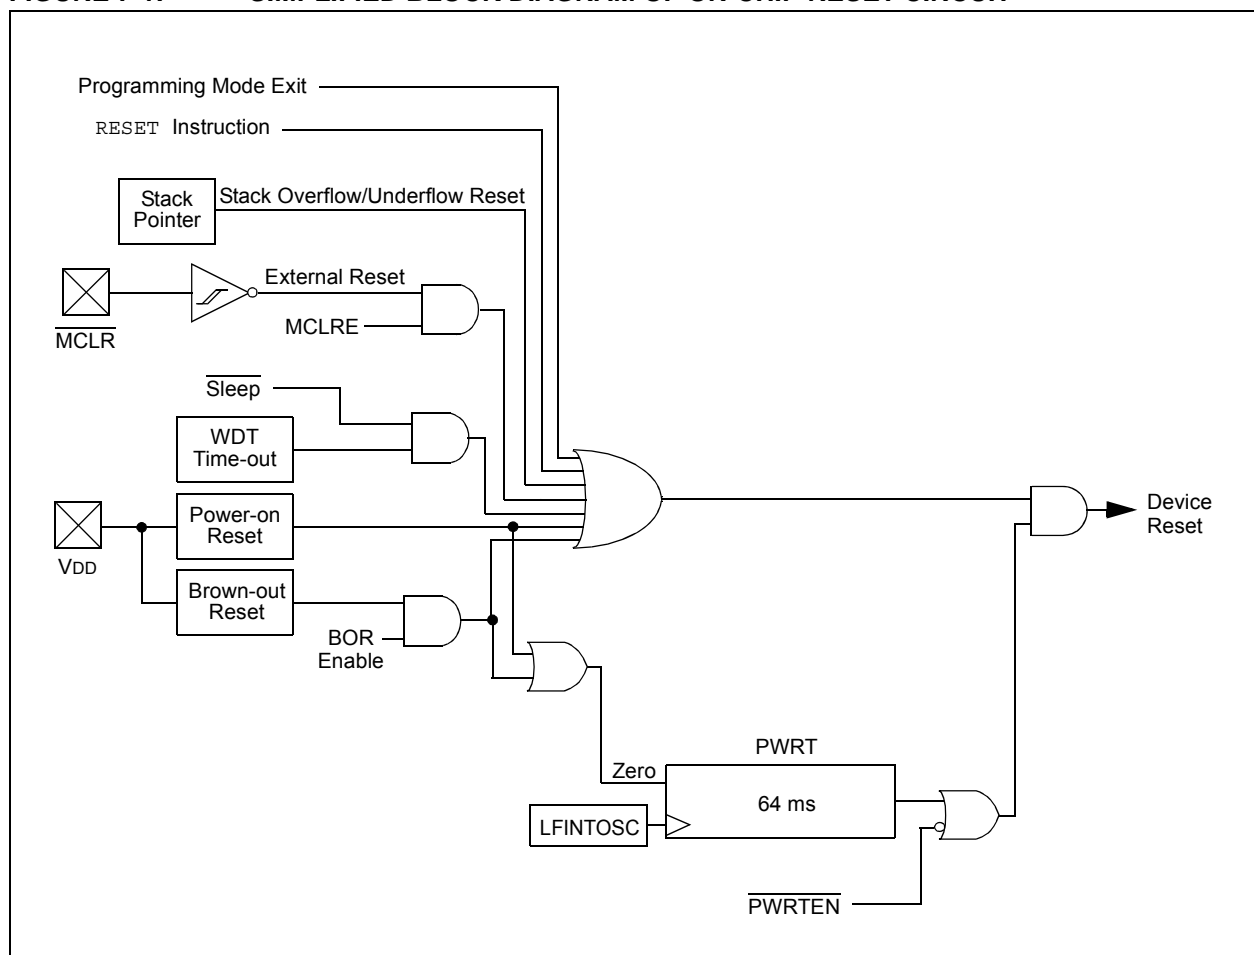 Programming Mode Exit
RESET Instruction
Stack
Pointer
Stack Overflow/Underflow Reset
External Reset
MCLR
MCLRE
Sleep
WDT
Time-out
VDD
Power-on
Reset
Brown-out
Reset
BOR
Enable
Device
Reset
PWRT
Zero
64 ms
LFINTOSC
PWRTEN